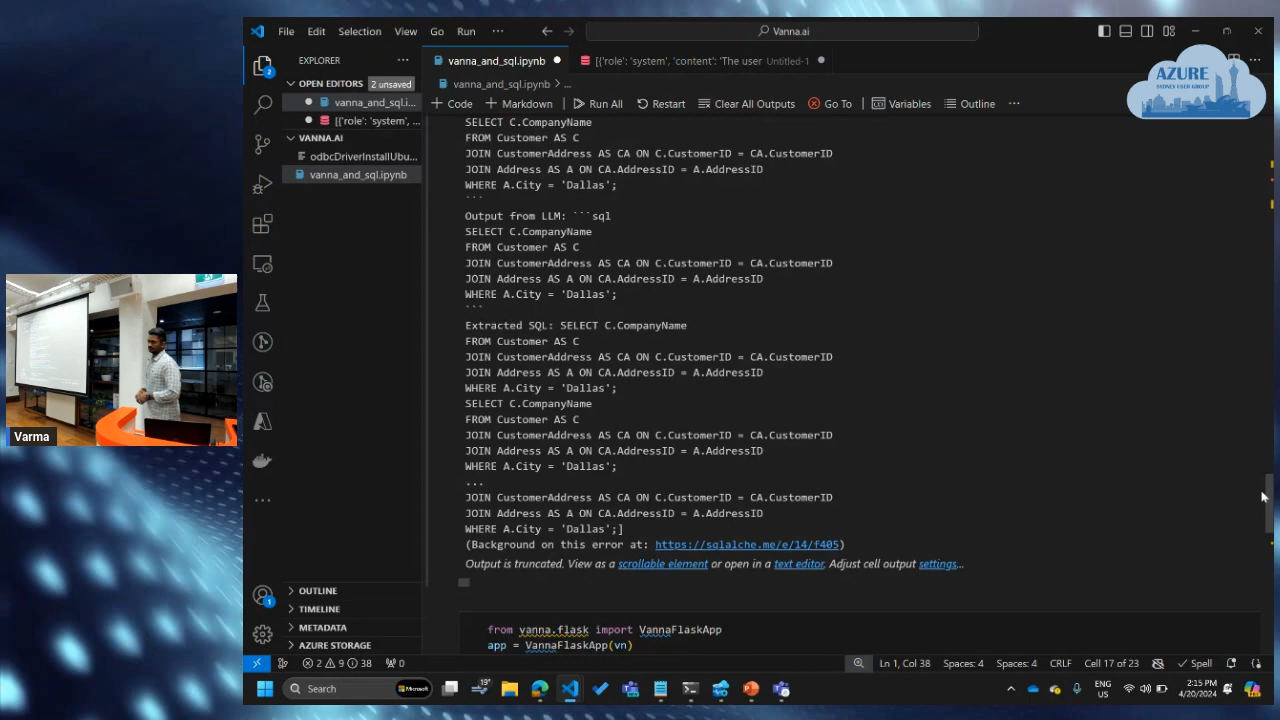 File Edit Selection View Go Run ··· Vanna.ai
AZURE
SYDNEY USER GROUP
EXPLORER ···
vanna_and_sql.ipynb
[{'role': 'system', 'content': 'The user Untitled-1
OPEN EDITORS 2 unsaved
vanna_and_sql.ipynb > ...
vanna_and_sql.i...
[{'role': 'system', ...
+ Code + Markdown Run All Restart Clear All Outputs Go To Variables Outline ···
VANNA.AI
odbcDriverInstallUbu...
vanna_and_sql.ipynb
SELECT C.CompanyName
FROM Customer AS C
JOIN CustomerAddress AS CA ON C.CustomerID = CA.CustomerID
JOIN Address AS A ON CA.AddressID = A.AddressID
WHERE A.City = 'Dallas';
```
Output from LLM: ```sql
SELECT C.CompanyName
FROM Customer AS C
JOIN CustomerAddress AS CA ON C.CustomerID = CA.CustomerID
JOIN Address AS A ON CA.AddressID = A.AddressID
WHERE A.City = 'Dallas';
```
Extracted SQL: SELECT C.CompanyName
FROM Customer AS C
JOIN CustomerAddress AS CA ON C.CustomerID = CA.CustomerID
JOIN Address AS A ON CA.AddressID = A.AddressID
WHERE A.City = 'Dallas';
SELECT C.CompanyName
FROM Customer AS C
JOIN CustomerAddress AS CA ON C.CustomerID = CA.CustomerID
JOIN Address AS A ON CA.AddressID = A.AddressID
WHERE A.City = 'Dallas';
...
JOIN CustomerAddress AS CA ON C.CustomerID = CA.CustomerID
JOIN Address AS A ON CA.AddressID = A.AddressID
WHERE A.City = 'Dallas';]
(Background on this error at: https://sqlalche.me/e/14/f405)
Output is truncated. View as a scrollable element or open in a text editor. Adjust cell output settings...
from vanna.flask import VannaFlaskApp
app = VannaFlaskApp(vn)
Varma
OUTLINE
TIMELINE
METADATA
AZURE STORAGE
2 9 38 0 Ln 1, Col 38 Spaces: 4 Spaces: 4 CRLF Cell 17 of 23 Spell
Search Microsoft 19° ENG US 2:15 PM 4/20/2024